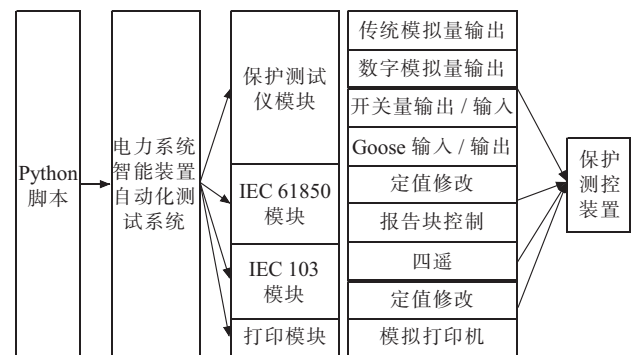 Python
脚本
电力系统
智能装置
自动化测
试系统
保护测试
仪模块
IEC 61850
模块
IEC 103
模块
打印模块
传统模拟量输出
数字模拟量输出
开关量输出 / 输入
Goose 输入 / 输出
定值修改
报告块控制
四遥
定值修改
模拟打印机
保护
测控
装置